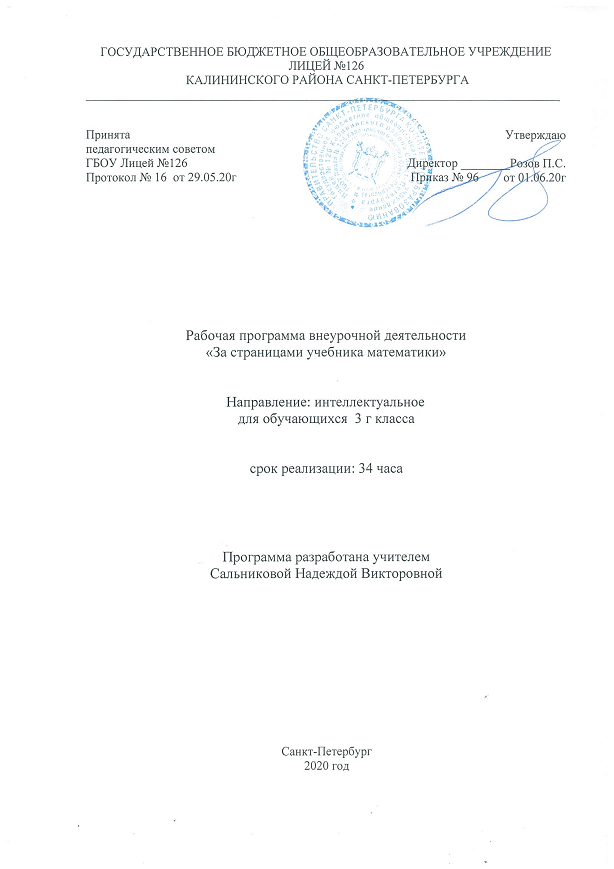 ГОСУДАРСТВЕННОЕ БЮДЖЕТНОЕ ОБЩЕОБРАЗОВАТЕЛЬНОЕ УЧРЕЖДЕНИЕ
ЛИЦЕЙ №126
КАЛИНИНСКОГО РАЙОНА САНКТ-ПЕТЕРБУРГА
Принята Утверждаю
педагогическим советом
ГБОУ Лицей №126 Директор ________Розов П.С.
Протокол № 16 от 29.05.20г Приказ № 96 от 01.06.20г
Рабочая программа внеурочной деятельности
«За страницами учебника математики»
Направление: интеллектуальное
для обучающихся 3 г класса
срок реализации: 34 часа
Программа разработана учителем
Сальниковой Надеждой Викторовной
Санкт-Петербург
2020 год